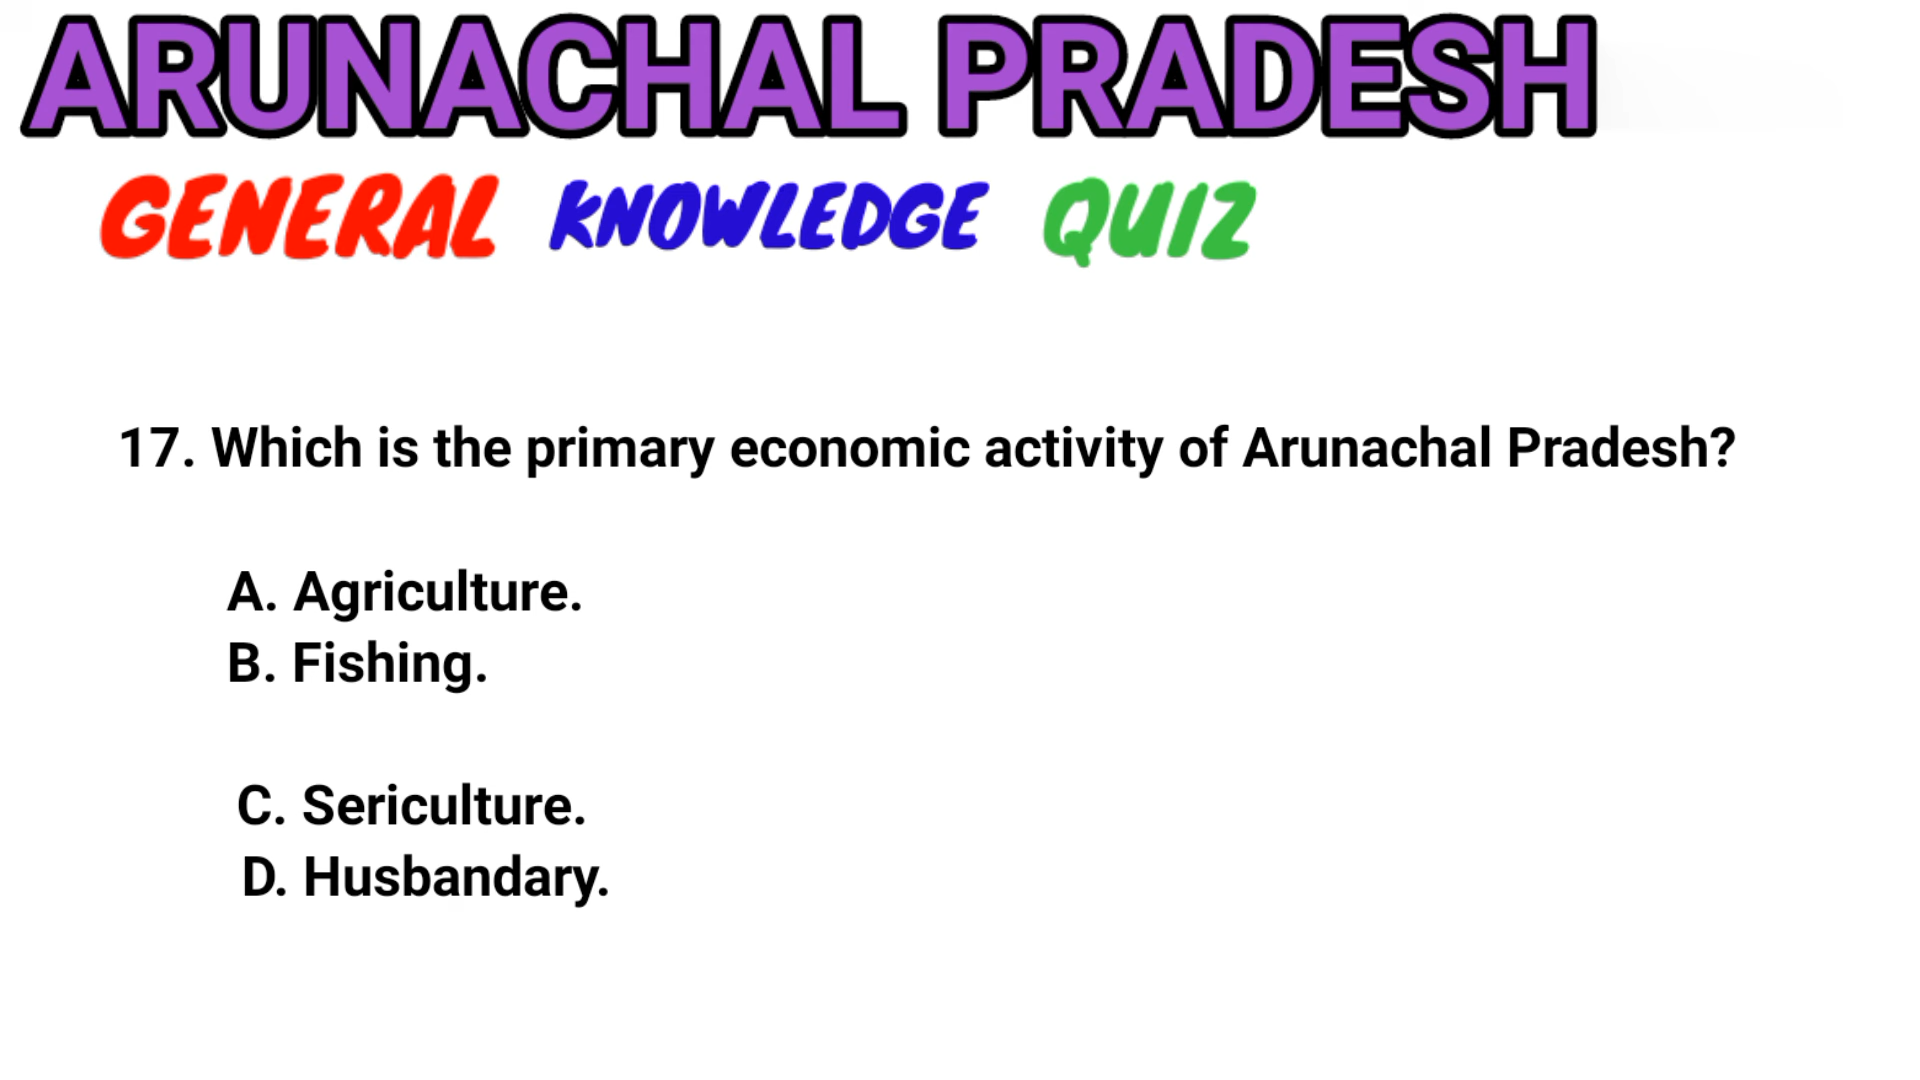 ARUNACHAL PRADESH
GENERAL KNOWLEDGE QUIZ
17. Which is the primary economic activity of Arunachal Pradesh?
A. Agriculture.
B. Fishing.
C. Sericulture.
D. Husbandary.